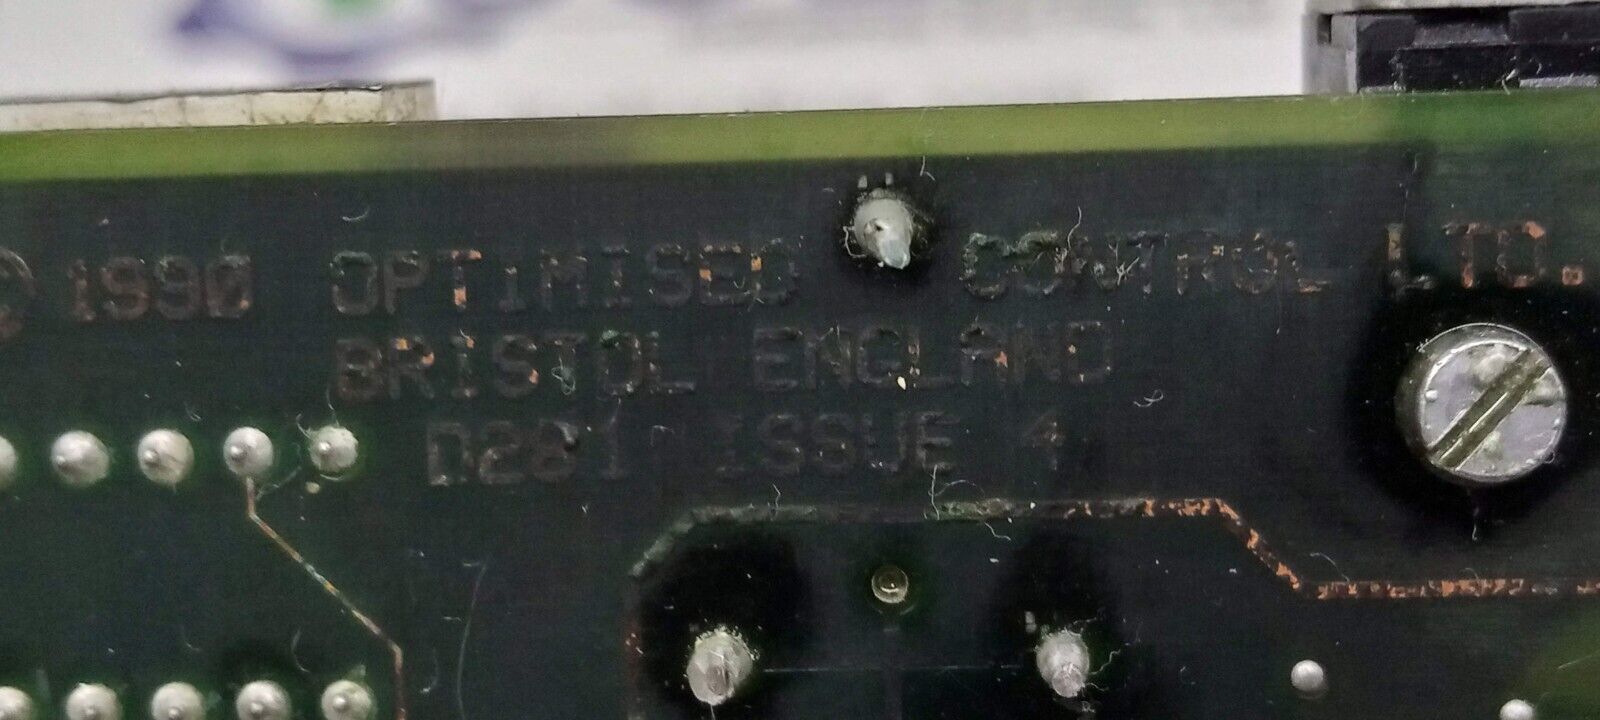 © 1990 OPTIMISED CONTROL LTD.
BRISTOL ENGLAND
D281 ISSUE 4